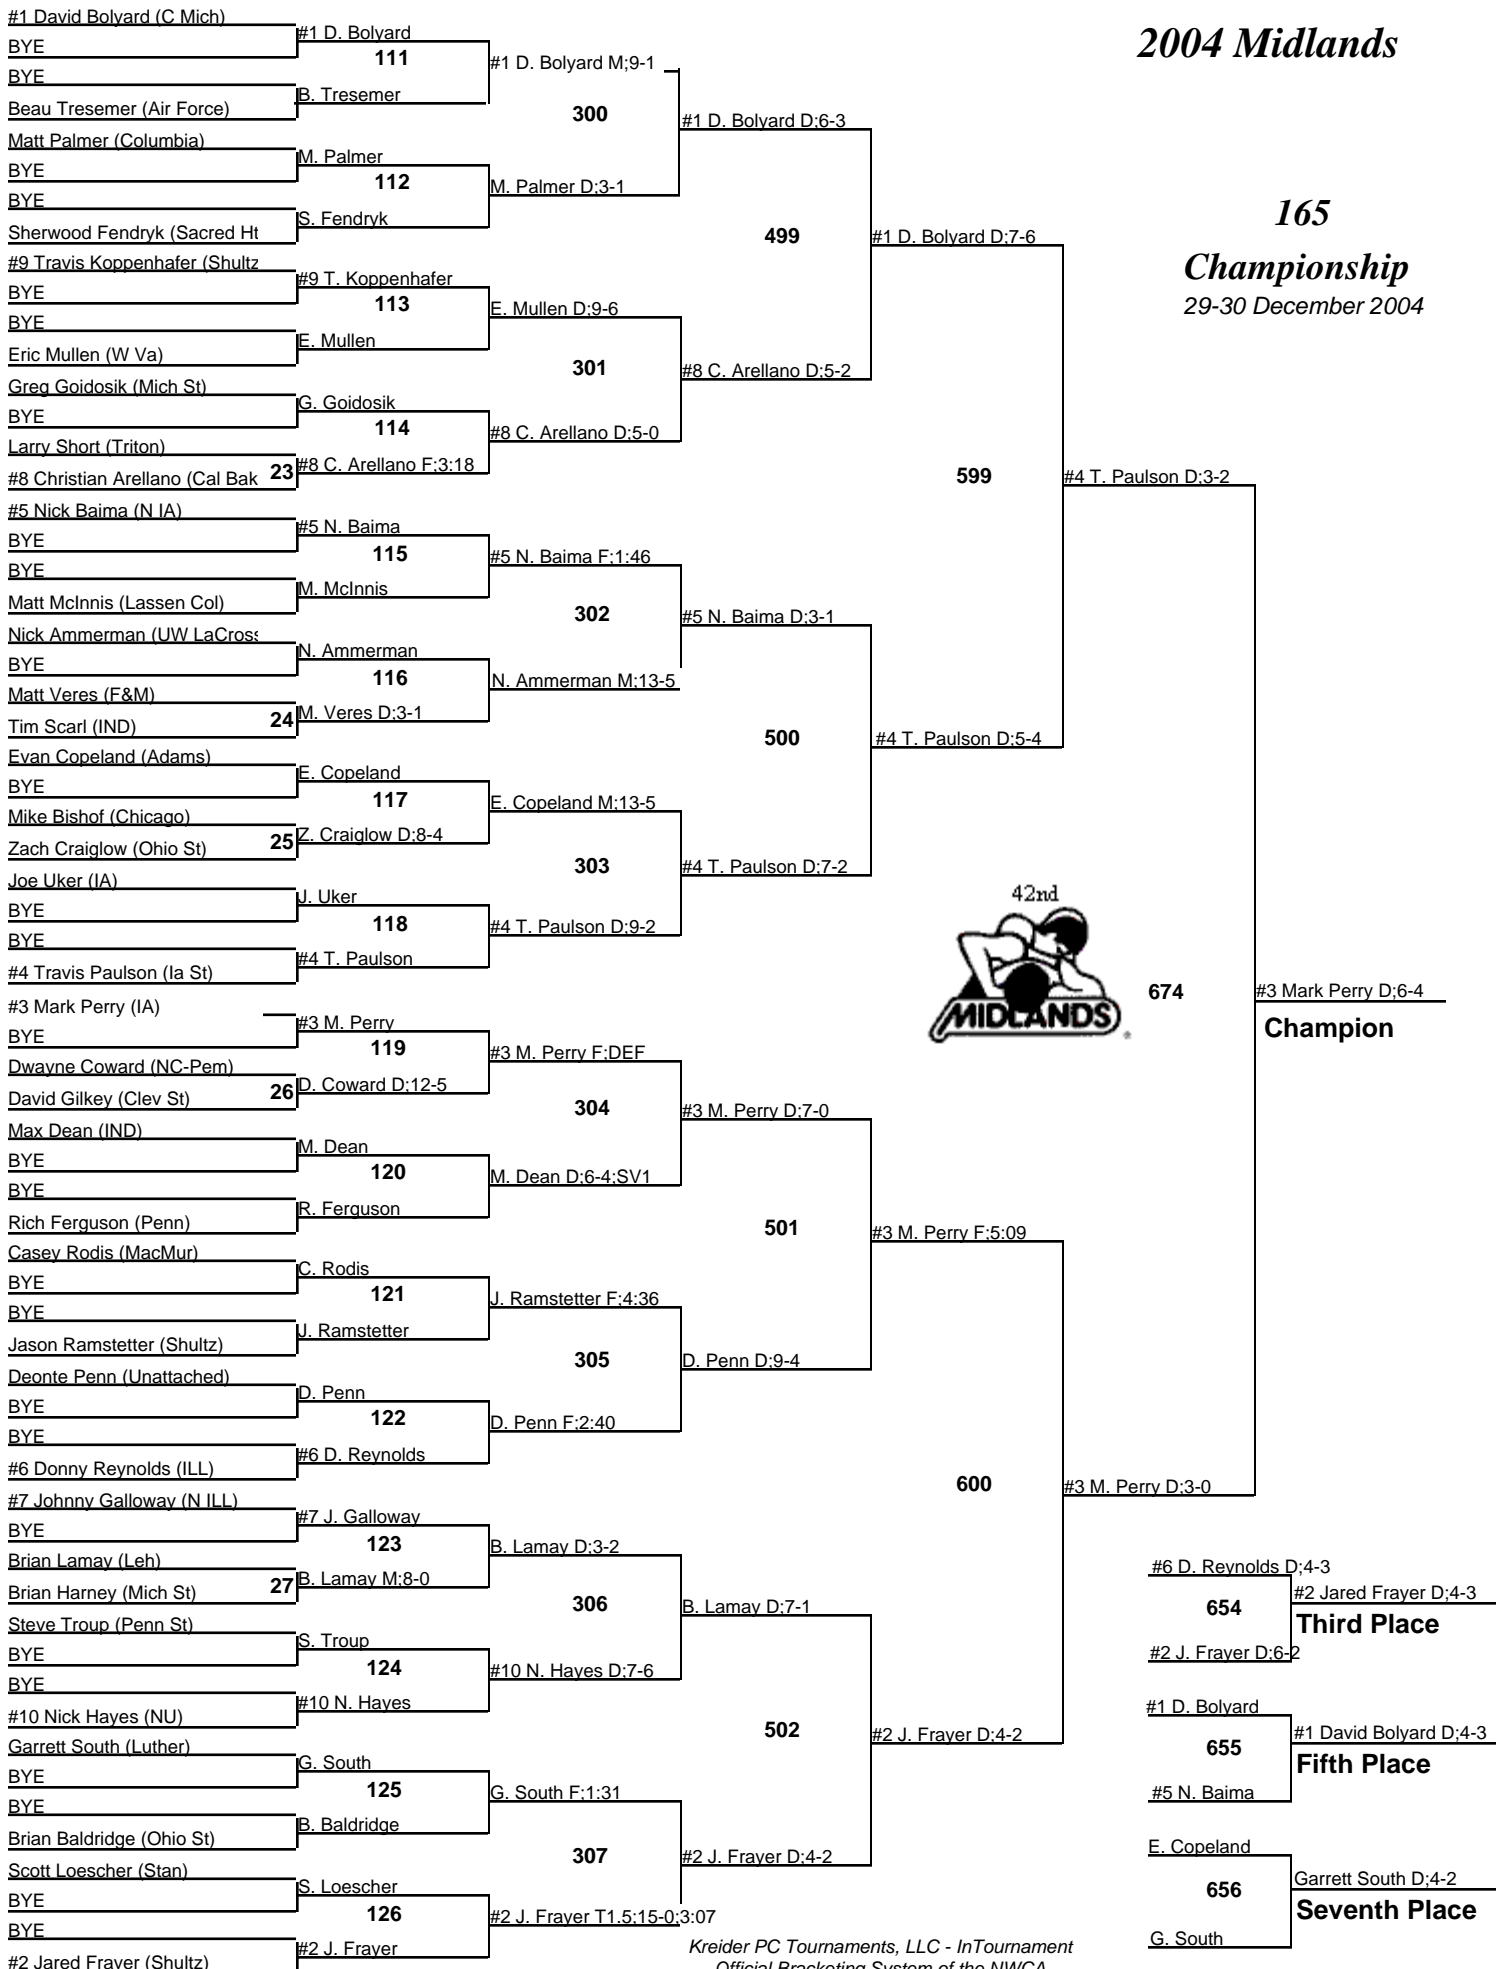 2004 Midlands
165
Championship
29-30 December 2004
#1 David Bolyard (C Mich)
BYE
BYE
Beau Tresemer (Air Force)
Matt Palmer (Columbia)
BYE
BYE
Sherwood Fendryk (Sacred Ht
#9 Travis Koppenhafer (Shultz
BYE
BYE
Eric Mullen (W Va)
Greg Goidosik (Mich St)
BYE
Larry Short (Triton)
#8 Christian Arellano (Cal Bak
23
#5 Nick Baima (N IA)
BYE
BYE
Matt McInnis (Lassen Col)
Nick Ammerman (UW LaCross
BYE
Matt Veres (F&M)
Tim Scarl (IND)
24
Evan Copeland (Adams)
BYE
Mike Bishof (Chicago)
Zach Craiglow (Ohio St)
25
Joe Uker (IA)
BYE
BYE
#4 Travis Paulson (Ia St)
#3 Mark Perry (IA)
BYE
Dwayne Coward (NC-Pem)
David Gilkey (Clev St)
26
Max Dean (IND)
BYE
BYE
Rich Ferguson (Penn)
Casey Rodis (MacMur)
BYE
BYE
Jason Ramstetter (Shultz)
Deonte Penn (Unattached)
BYE
BYE
#6 Donny Reynolds (ILL)
#7 Johnny Galloway (N ILL)
BYE
Brian Lamay (Leh)
Brian Harney (Mich St)
27
Steve Troup (Penn St)
BYE
BYE
#10 Nick Hayes (NU)
Garrett South (Luther)
BYE
BYE
Brian Baldridge (Ohio St)
Scott Loescher (Stan)
BYE
BYE
#2 Jared Frayer (Shultz)
#1 D. Bolyard
111
B. Tresemer
M. Palmer
112
S. Fendryk
#9 T. Koppenhafer
113
E. Mullen
G. Goidosik
114
#8 C. Arellano F;3:18
#5 N. Baima
115
M. McInnis
N. Ammerman
116
M. Veres D;3-1
E. Copeland
117
Z. Craiglow D;8-4
J. Uker
118
#4 T. Paulson
#3 M. Perry
119
D. Coward D;12-5
M. Dean
120
R. Ferguson
C. Rodis
121
J. Ramstetter
D. Penn
122
#6 D. Reynolds
#7 J. Galloway
123
B. Lamay M;8-0
S. Troup
124
#10 N. Hayes
G. South
125
B. Baldridge
S. Loescher
126
#2 J. Frayer
#1 D. Bolyard M;9-1
300
M. Palmer D;3-1
E. Mullen D;9-6
301
#8 C. Arellano D;5-0
#5 N. Baima F;1:46
302
N. Ammerman M;13-5
E. Copeland M;13-5
303
#4 T. Paulson D;9-2
#3 M. Perry F;DEF
304
M. Dean D;6-4;SV1
J. Ramstetter F;4:36
305
D. Penn F;2:40
B. Lamay D;3-2
306
#10 N. Hayes D;7-6
G. South F;1:31
307
#2 J. Frayer T1.5;15-0;3:07
#1 D. Bolyard D;6-3
499
#8 C. Arellano D;5-2
#5 N. Baima D;3-1
500
#4 T. Paulson D;7-2
#3 M. Perry D;7-0
501
D. Penn D;9-4
B. Lamay D;7-1
502
#2 J. Frayer D;4-2
#1 D. Bolyard D;7-6
599
#4 T. Paulson D;5-4
#3 M. Perry F;5:09
600
#2 J. Frayer D;4-2
#4 T. Paulson D;3-2
674
#3 M. Perry D;3-0
#3 Mark Perry D;6-4
Champion
42nd
MIDLANDS
®
#6 D. Reynolds D;4-3
654
#2 J. Frayer D;6-2
#2 Jared Frayer D;4-3
Third Place
#1 D. Bolyard
655
#5 N. Baima
#1 David Bolyard D;4-3
Fifth Place
E. Copeland
656
G. South
Garrett South D;4-2
Seventh Place
Kreider PC Tournaments, LLC - InTournament
Official Bracketing System of the NWCA